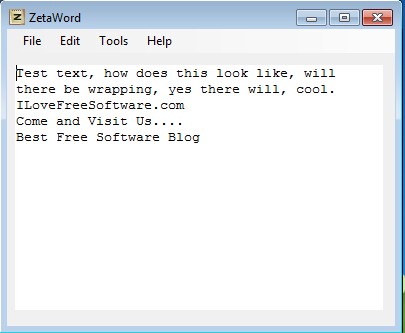 ZetaWord
File Edit Tools Help
Test text, how does this look like, will
there be wrapping, yes there will, cool.
ILoveFreeSoftware.com
Come and Visit Us....
Best Free Software Blog